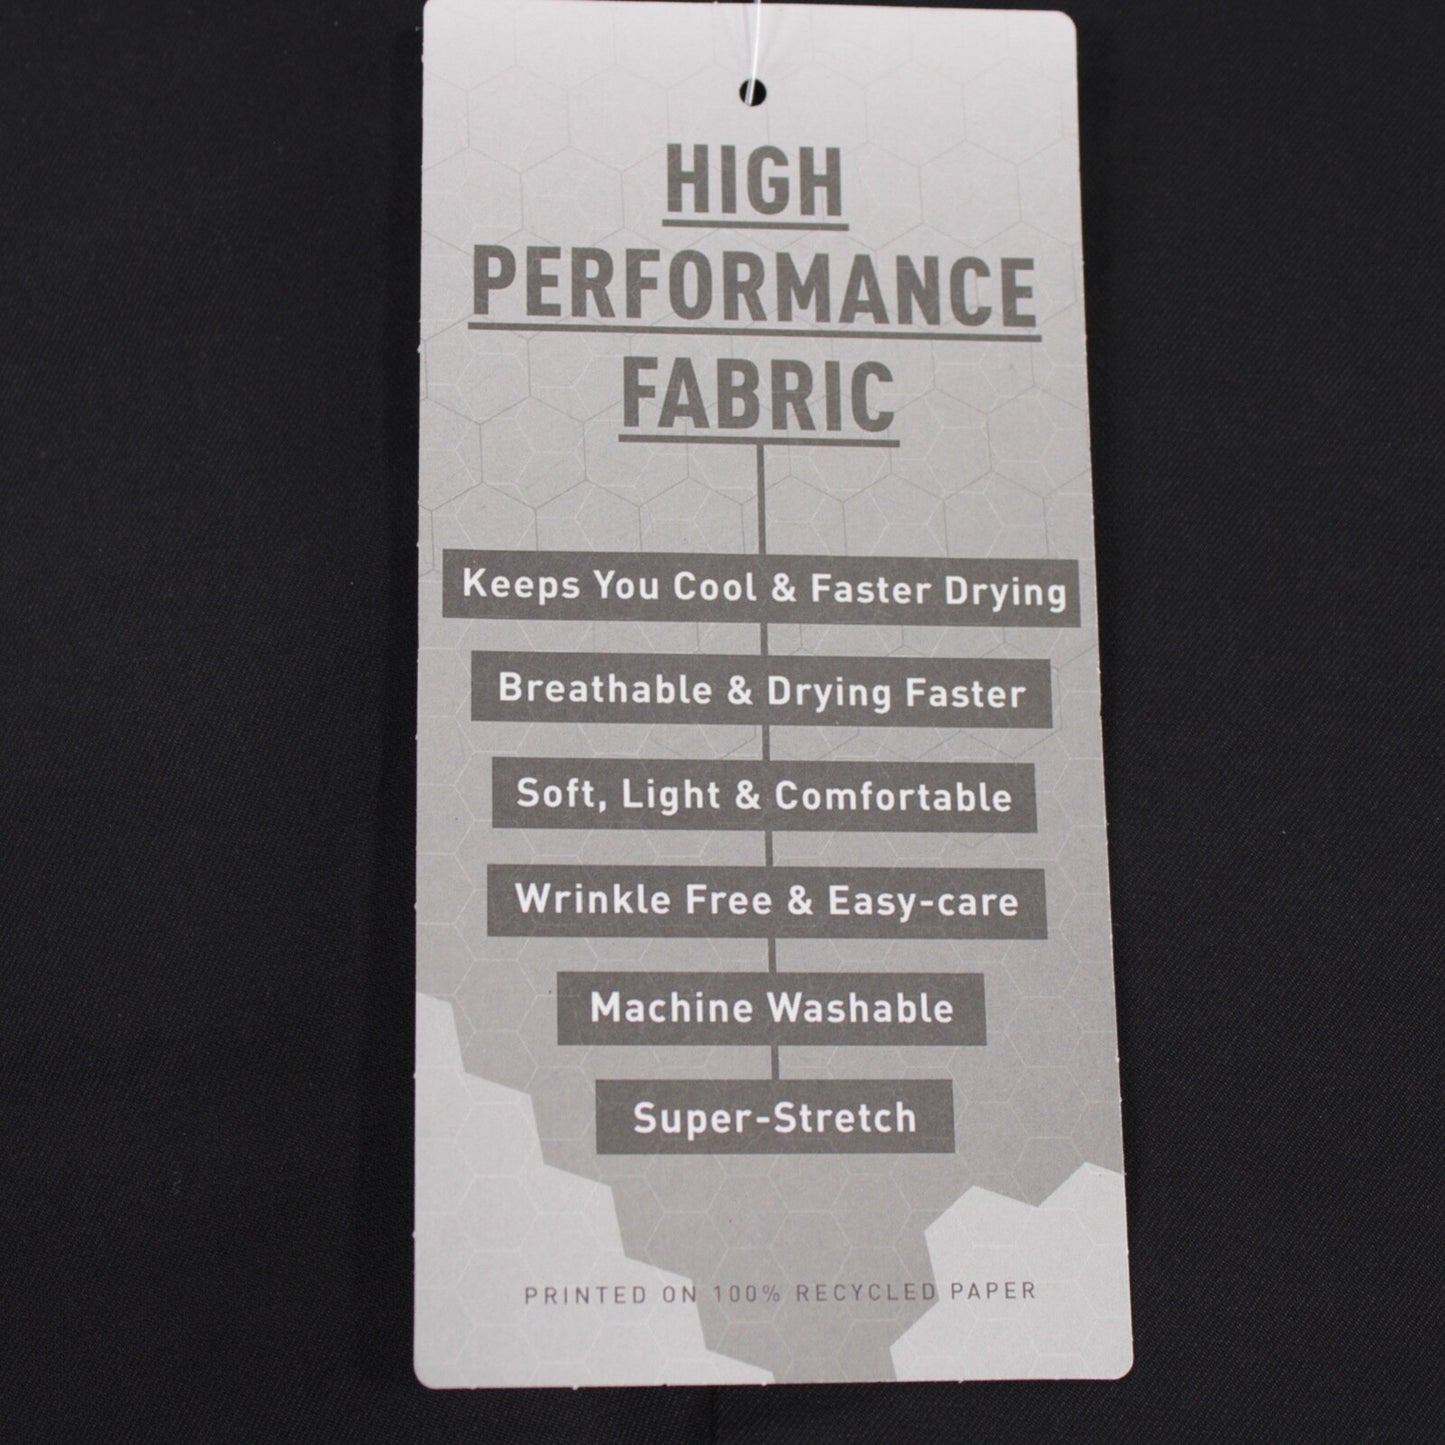 HIGH
PERFORMANCE
FABRIC
Keeps You Cool & Faster Drying
Breathable & Drying Faster
Soft, Light & Comfortable
Wrinkle Free & Easy-care
Machine Washable
Super-Stretch
PRINTED ON 100% RECYCLED PAPER